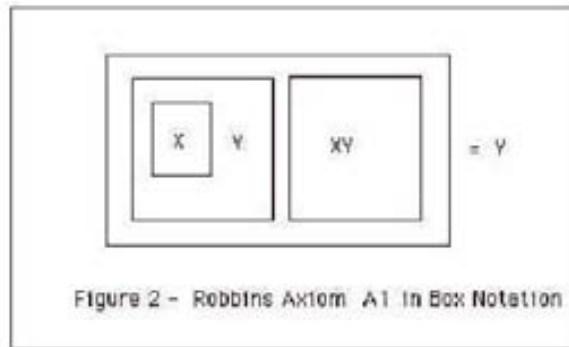 X Y XY = Y
Figure 2 - Robbins Axiom A1 in Box Notation